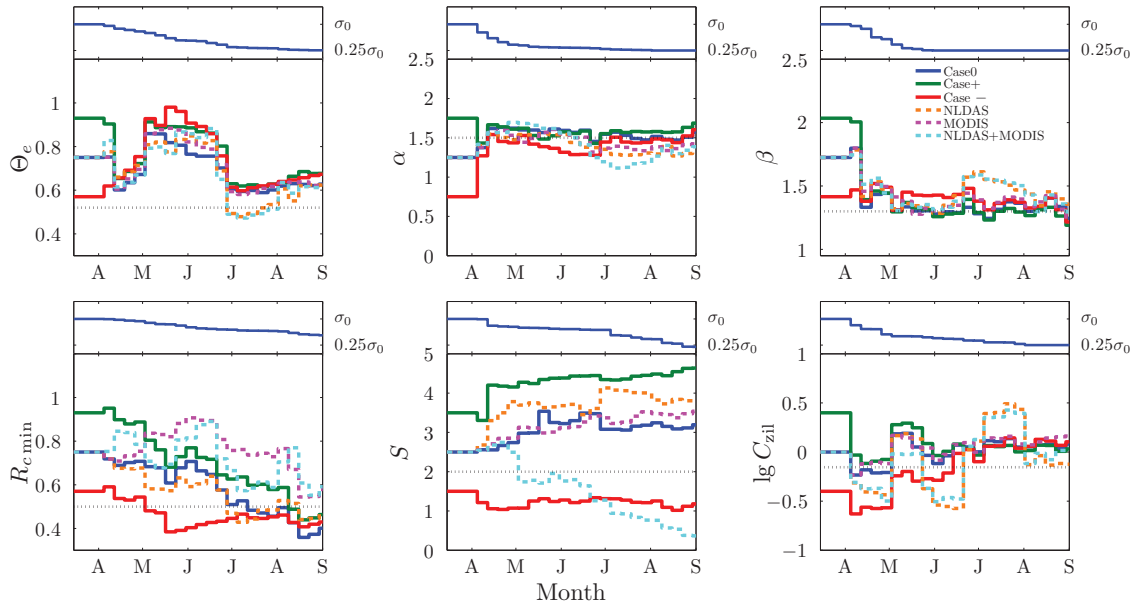 σ₀
0.25σ₀
1
0.8
0.6
0.4
Θₑ
A M J J A S
σ₀
0.25σ₀
2.5
2
1.5
1
0.5
0
α
A M J J A S
σ₀
0.25σ₀
2.5
2
1.5
1
β
Case0
Case+
Case −
NLDAS
MODIS
NLDAS+MODIS
A M J J A S
σ₀
0.25σ₀
1
0.8
0.6
0.4
R_{c min}
A M J J A S
σ₀
0.25σ₀
5
4
3
2
1
0
S
A M J J A S
Month
σ₀
0.25σ₀
1
0.5
0
−0.5
−1
lg C_{zil}
A M J J A S